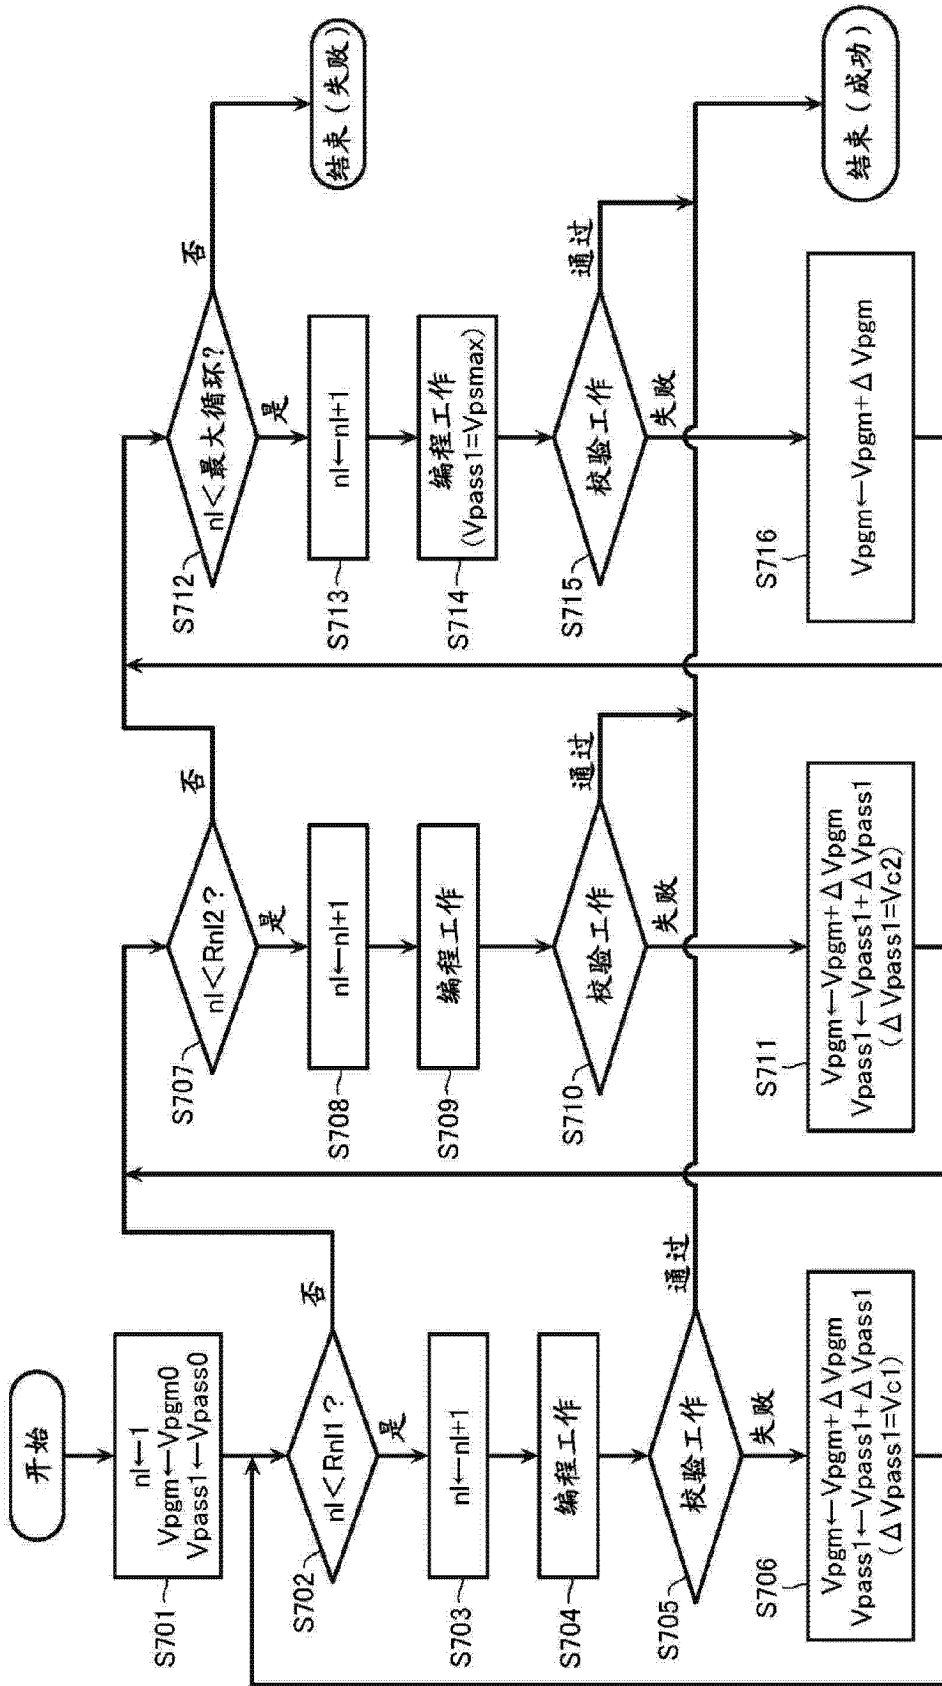 开始
nl←1
Vpgm←Vpgm0
Vpass1←Vpass0
S701
nl＜Rnl1？
S702
是
否
nl←nl+1
S703
编程工作
S704
校验工作
S705
通过
失败
Vpgm←Vpgm+ΔVpgm
Vpass1←Vpass1+ΔVpass1
(ΔVpass1=Vc1)
S706
nl＜Rnl2？
S707
是
否
nl←nl+1
S708
编程工作
S709
校验工作
S710
通过
失败
Vpgm←Vpgm+ΔVpgm
Vpass1←Vpass1+ΔVpass1
(ΔVpass1=Vc2)
S711
nl＜最大循环?
S712
是
否
nl←nl+1
S713
编程工作
(Vpass1=Vpsmax)
S714
校验工作
S715
通过
失败
Vpgm←Vpgm+ΔVpgm
S716
结束（失败）
结束（成功）